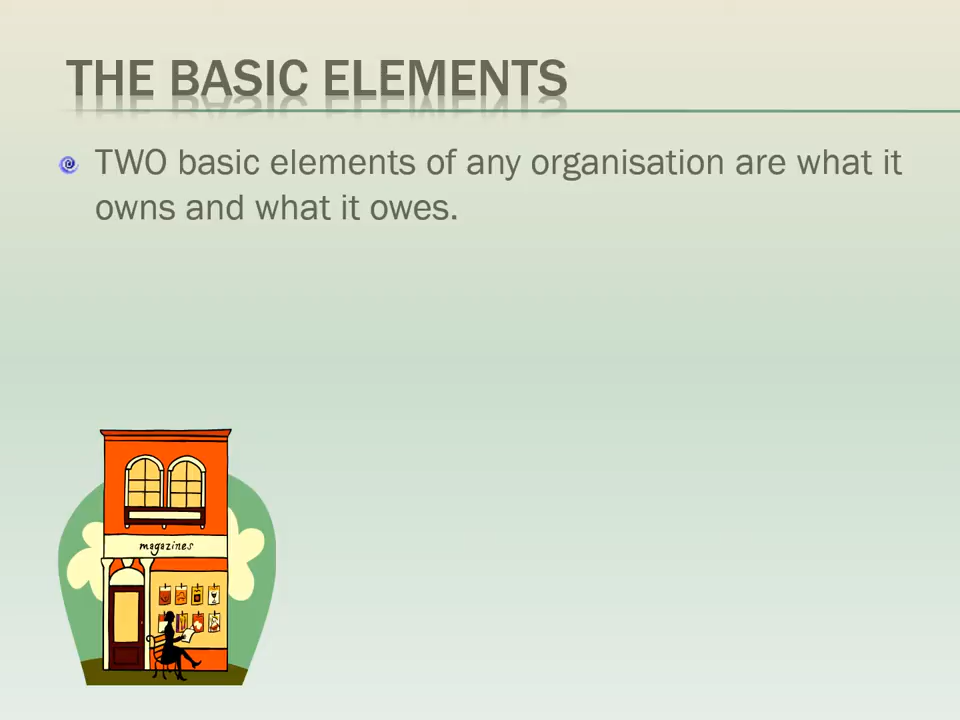 THE BASIC ELEMENTS
TWO basic elements of any organisation are what it
owns and what it owes.
magazines